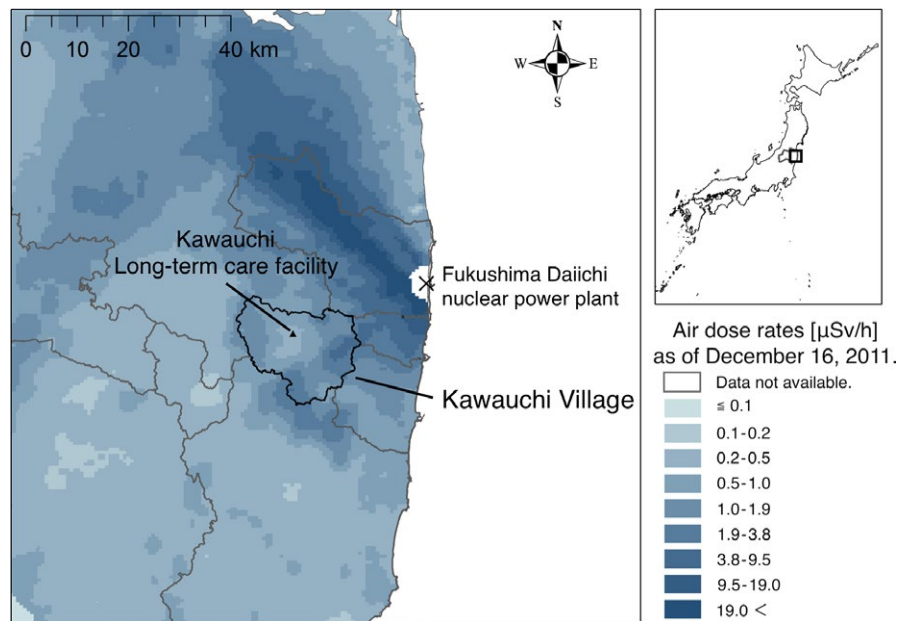 0 10 20 40 km
N
W E
S
Kawauchi
Long-term care facility
Fukushima Daiichi
nuclear power plant
Kawauchi Village
Air dose rates [μSv/h]
as of December 16, 2011.
Data not available.
≦ 0.1
0.1-0.2
0.2-0.5
0.5-1.0
1.0-1.9
1.9-3.8
3.8-9.5
9.5-19.0
19.0 <